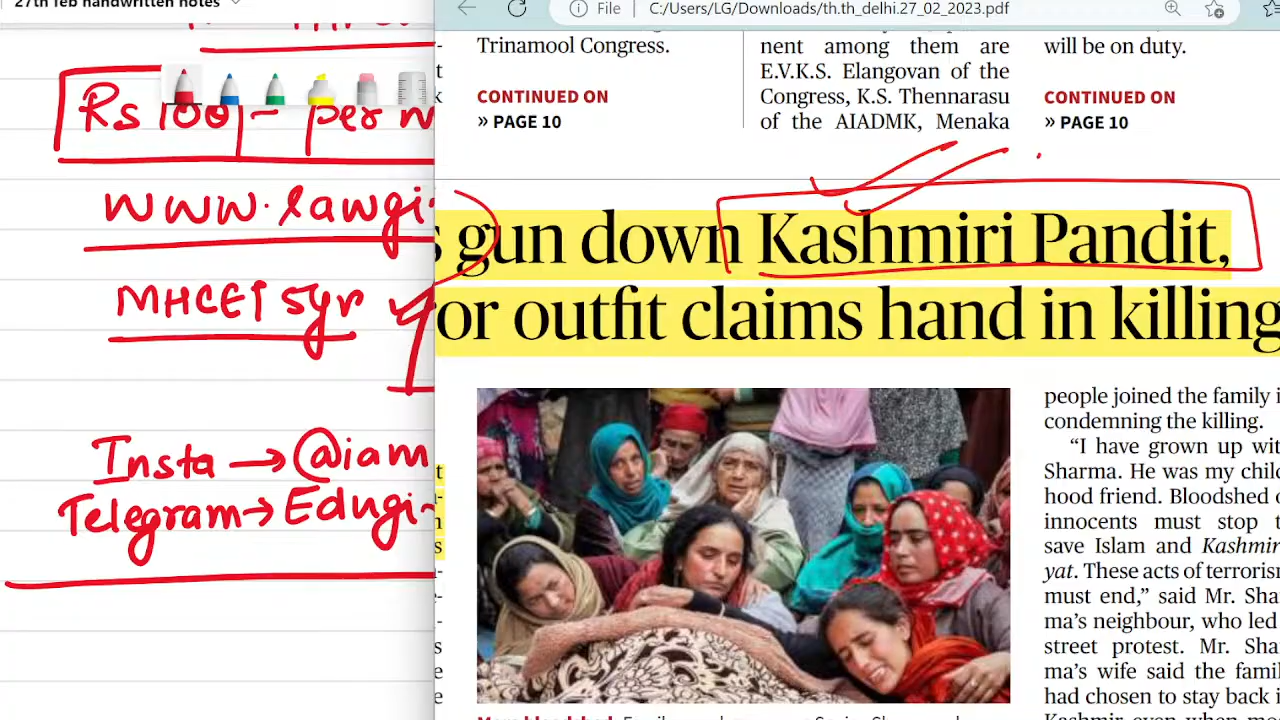 27th feb handwritten notes
Rs 100/- per
www.lawgi
MHCET 5yr
Insta → @iam
Telegram → Edugi
File
C:/Users/LG/Downloads/th.th_delhi.27_02_2023.pdf
Trinamool Congress.
CONTINUED ON
» PAGE 10
nent among them are
E.V.K.S. Elangovan of the
Congress, K.S. Thennarasu
of the AIADMK, Menaka
will be on duty.
CONTINUED ON
» PAGE 10
s gun down Kashmiri Pandit,
or outfit claims hand in killing
people joined the family i
condemning the killing.
“I have grown up wit
Sharma. He was my child
hood friend. Bloodshed o
innocents must stop t
save Islam and Kashmir
yat. These acts of terrorism
must end,” said Mr. Shar
ma’s neighbour, who led
street protest. Mr. Shar
ma’s wife said the famil
had chosen to stay back i